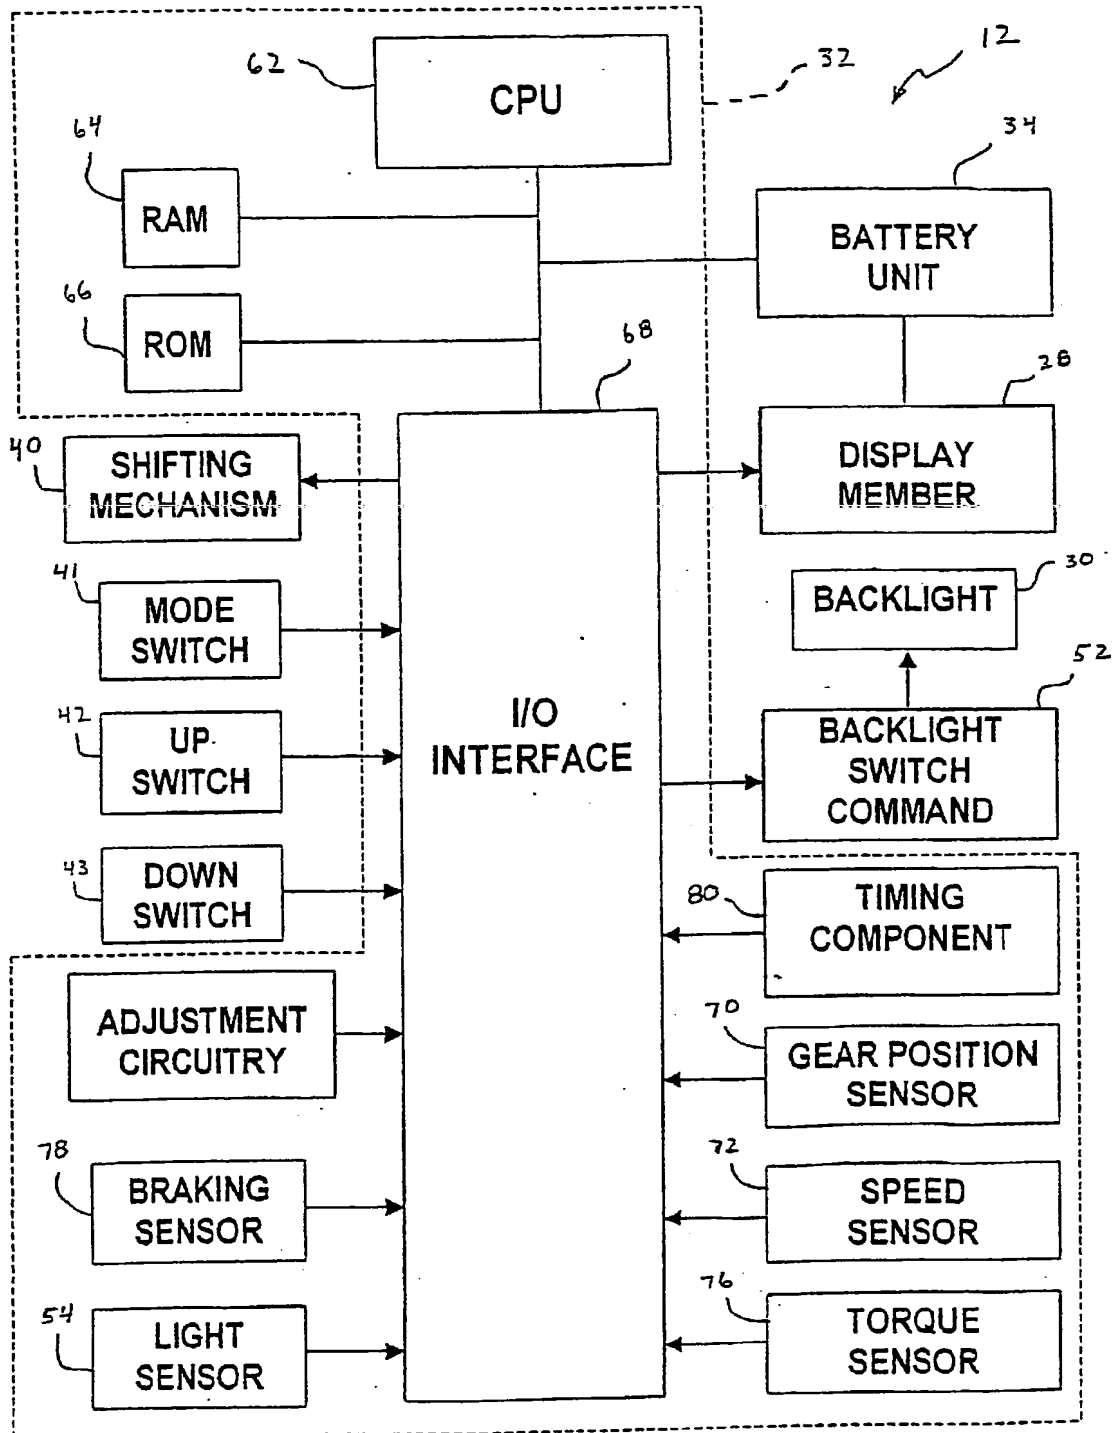 62
CPU
32
12
64
RAM
34
BATTERY
UNIT
66
ROM
68
28
40
SHIFTING
MECHANISM
DISPLAY
MEMBER
41
MODE
SWITCH
30
BACKLIGHT
42
UP
SWITCH
I/O
INTERFACE
52
BACKLIGHT
SWITCH
COMMAND
43
DOWN
SWITCH
80
TIMING
COMPONENT
ADJUSTMENT
CIRCUITRY
70
GEAR POSITION
SENSOR
78
BRAKING
SENSOR
72
SPEED
SENSOR
54
LIGHT
SENSOR
76
TORQUE
SENSOR